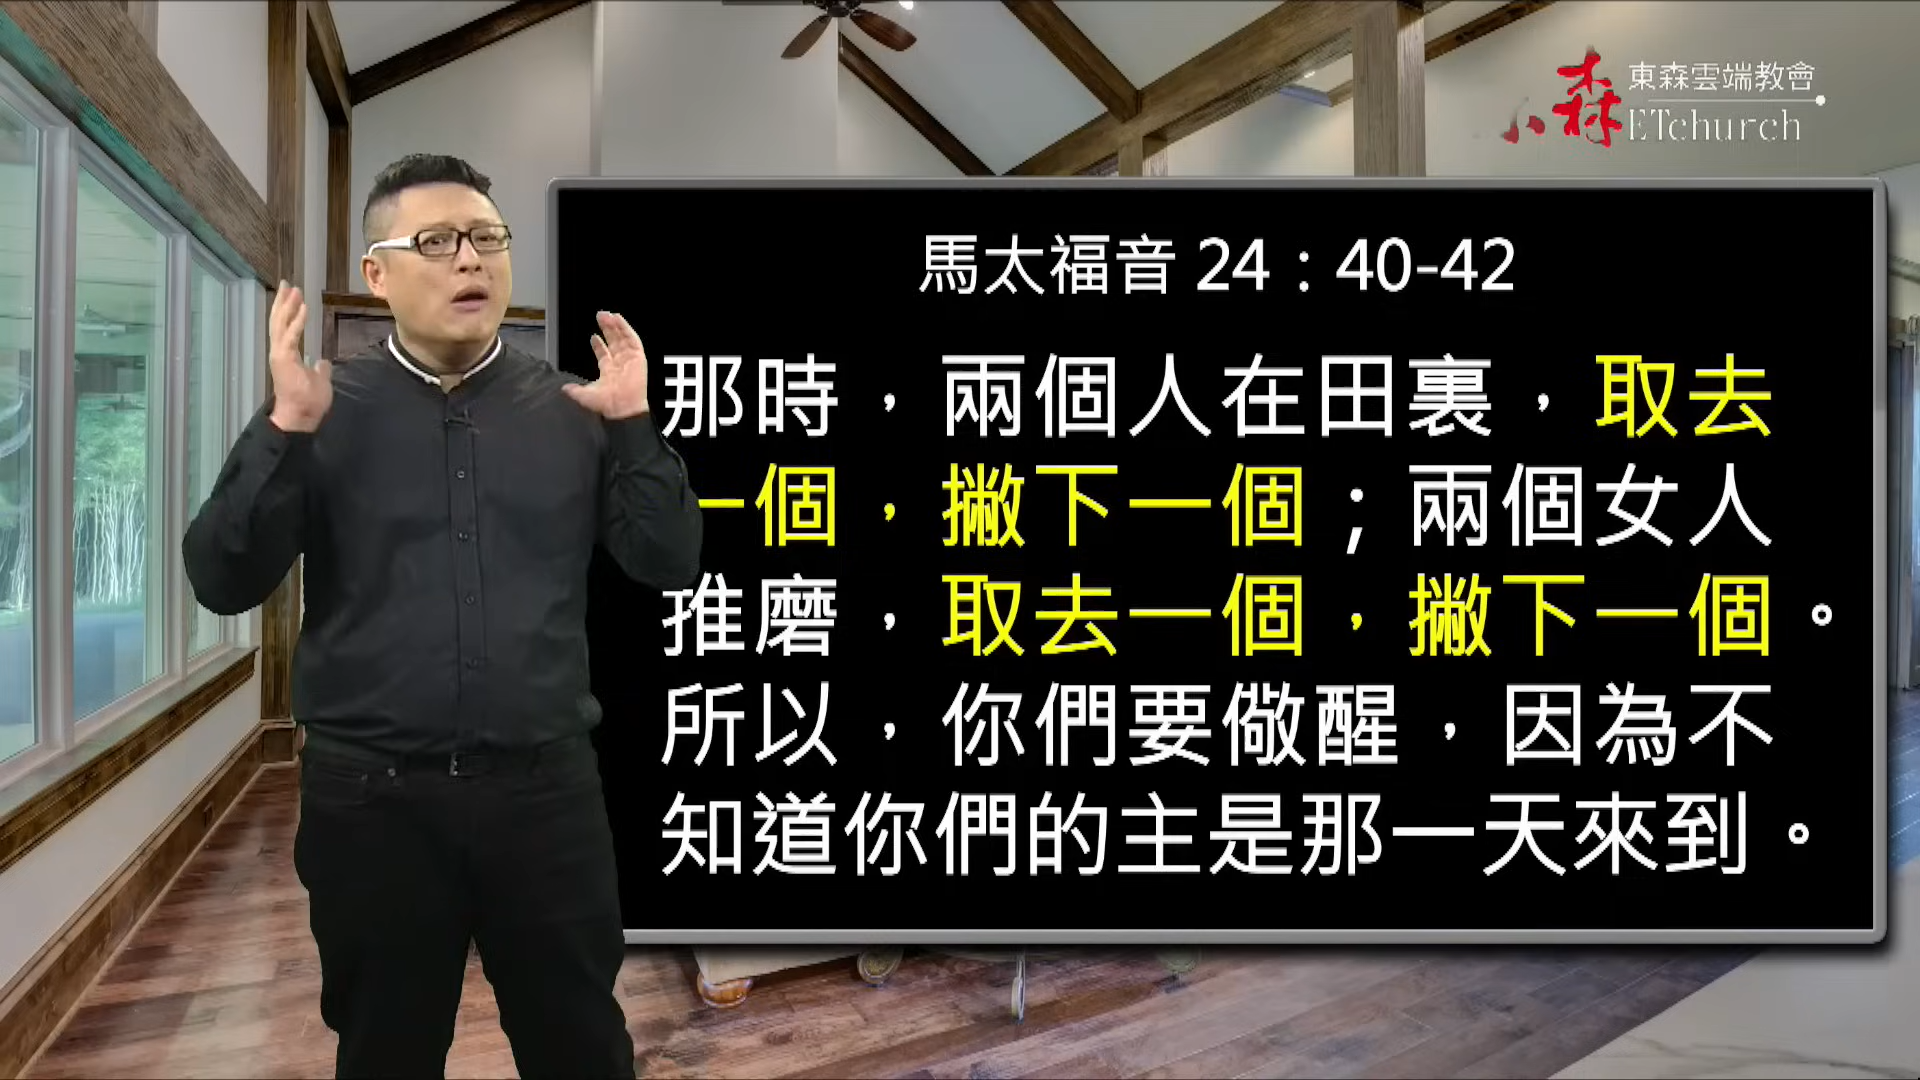 森 東森雲端教會
ETchurch
馬太福音 24：40-42
那時，兩個人在田裏，取去
一個，撇下一個；兩個女人
推磨，取去一個，撇下一個。
所以，你們要儆醒，因為不
知道你們的主是那一天來到。